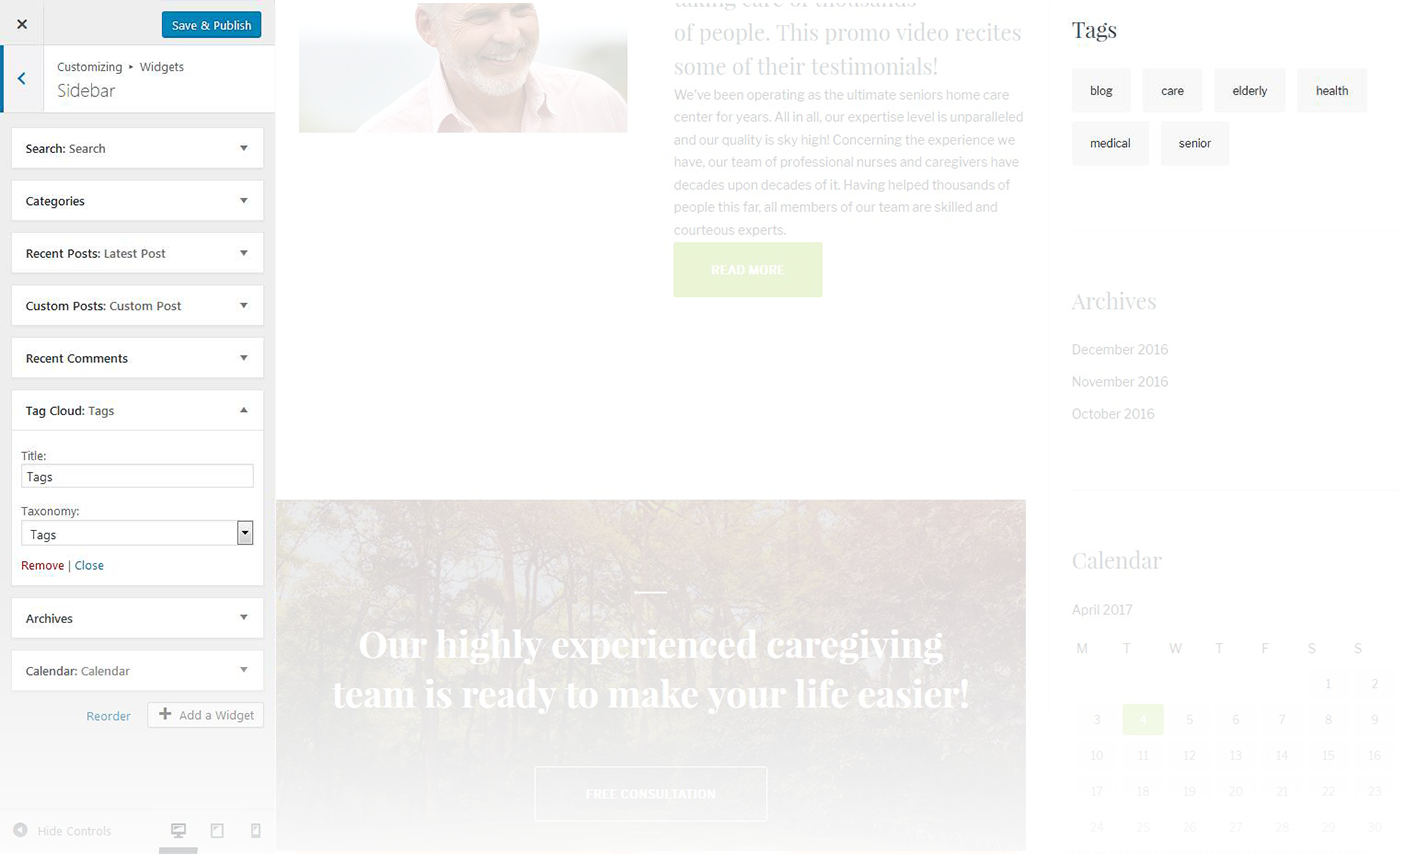 Save & Publish
Customizing ▸ Widgets
Sidebar
Search: Search
Categories
Recent Posts: Latest Post
Custom Posts: Custom Post
Recent Comments
Tag Cloud: Tags
Title:
Tags
Taxonomy:
Tags
Remove | Close
Archives
Calendar: Calendar
Reorder
Add a Widget
Hide Controls
taking care of thousands
of people. This promo video recites
some of their testimonials!
We've been operating as the ultimate seniors home care
center for years. All in all, our expertise level is unparalleled
and our quality is sky high! Concerning the experience we
have, our team of professional nurses and caregivers have
decades upon decades of it. Having helped thousands of
people this far, all members of our team are skilled and
courteous experts.
READ MORE
Our highly experienced caregiving
team is ready to make your life easier!
FREE CONSULTATION
Tags
blog care elderly health
medical senior
Archives
December 2016
November 2016
October 2016
Calendar
April 2017
M T W T F S S
1 2
3 4 5 6 7 8 9
10 11 12 13 14 15 16
17 18 19 20 21 22 23
24 25 26 27 28 29 30